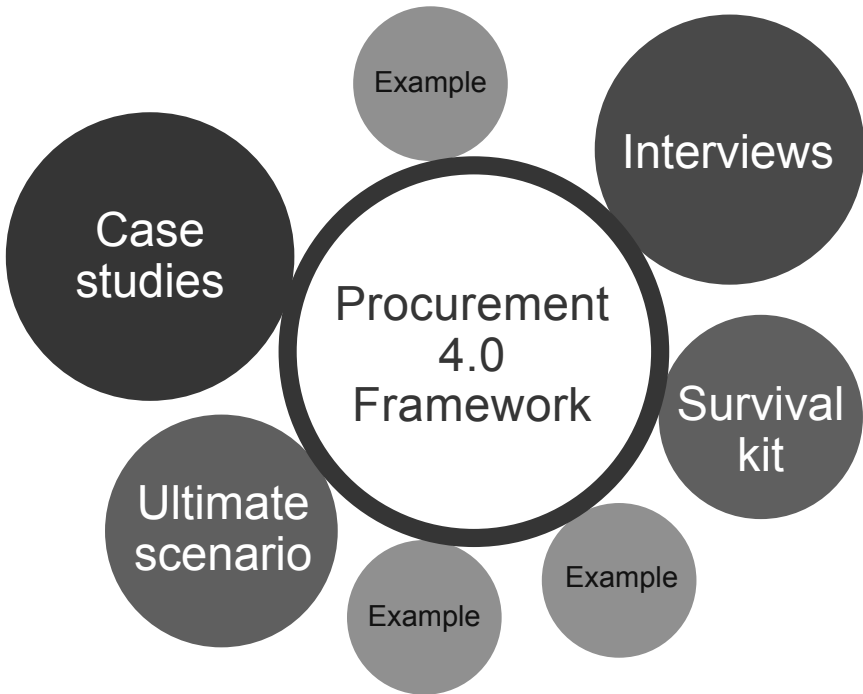 Example
Interviews
Case
studies
Procurement
4.0
Framework
Survival
kit
Ultimate
scenario
Example
Example